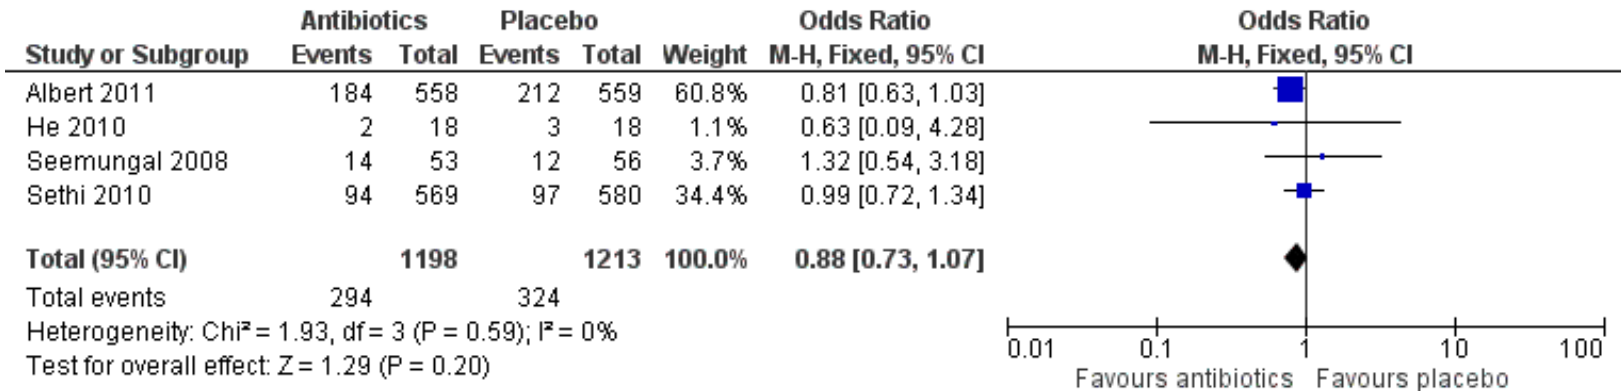 Antibiotics Placebo Odds Ratio Odds Ratio
Study or Subgroup Events Total Events Total Weight M-H, Fixed, 95% CI M-H, Fixed, 95% CI
Albert 2011 184 558 212 559 60.8% 0.81 [0.63, 1.03]
He 2010 2 18 3 18 1.1% 0.63 [0.09, 4.28]
Seemungal 2008 14 53 12 56 3.7% 1.32 [0.54, 3.18]
Sethi 2010 94 569 97 580 34.4% 0.99 [0.72, 1.34]
Total (95% CI) 1198 1213 100.0% 0.88 [0.73, 1.07]
Total events 294 324
Heterogeneity: Chi² = 1.93, df = 3 (P = 0.59); I² = 0%
Test for overall effect: Z = 1.29 (P = 0.20)
0.01 0.1 1 10 100
Favours antibiotics Favours placebo